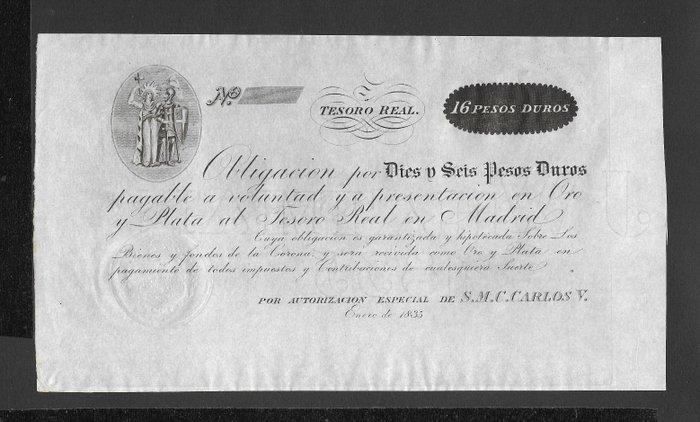 Nº
TESORO REAL.
16 PESOS DUROS
Obligacion por Dies y Seis Pesos Duros
pagable a voluntad y a presentacion en Oro
y Plata al Tesoro Real en Madrid
Cuya obligacion es garantizada y hipotecada Sobre Los
Bienes y fondos de la Corona, y sera recivida como Oro y Plata en
pagamiento de todos impuestos y Contribuciones de cualesquiera Suerte
POR AUTORIZACION ESPECIAL DE S.M.C. CARLOS V.
Enero de 1835